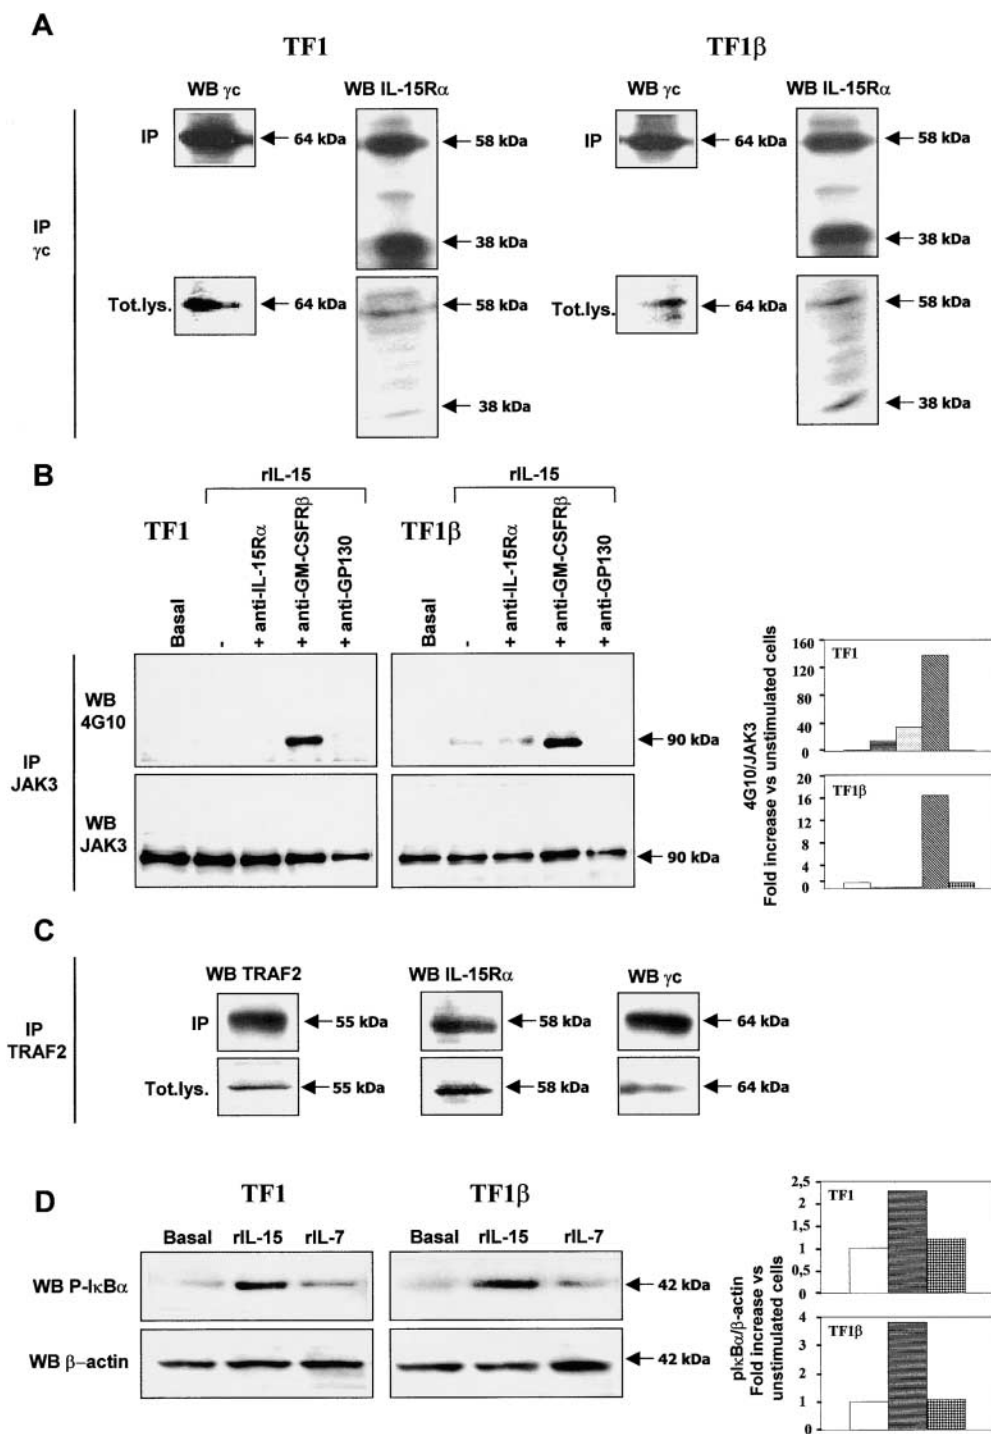 A
TF1
TF1β
WB γc
WB IL-15Rα
WB γc
WB IL-15Rα
IP
64 kDa
58 kDa
IP
64 kDa
58 kDa
IP
γc
38 kDa
38 kDa
Tot.lys.
64 kDa
58 kDa
Tot.lys.
64 kDa
58 kDa
38 kDa
38 kDa
B
rIL-15
rIL-15
TF1
TF1β
Basal
-
+ anti-IL-15Rα
+ anti-GM-CSFRβ
+ anti-GP130
Basal
-
+ anti-IL-15Rα
+ anti-GM-CSFRβ
+ anti-GP130
IP
JAK3
WB
4G10
90 kDa
WB
JAK3
90 kDa
4G10/JAK3
Fold increase vs unstimulated cells
TF1
160
120
80
40
0
TF1β
20
16
12
8
4
0
C
WB TRAF2
WB IL-15Rα
WB γc
IP
TRAF2
IP
55 kDa
58 kDa
64 kDa
Tot.lys.
55 kDa
58 kDa
64 kDa
D
TF1
TF1β
Basal
rIL-15
rIL-7
Basal
rIL-15
rIL-7
WB P-IκBα
42 kDa
WB β–actin
42 kDa
pIκBα/β-actin
Fold increase vs
unstimulated cells
TF1
2,5
2
1,5
1
0,5
0
TF1β
4
3
2
1
0